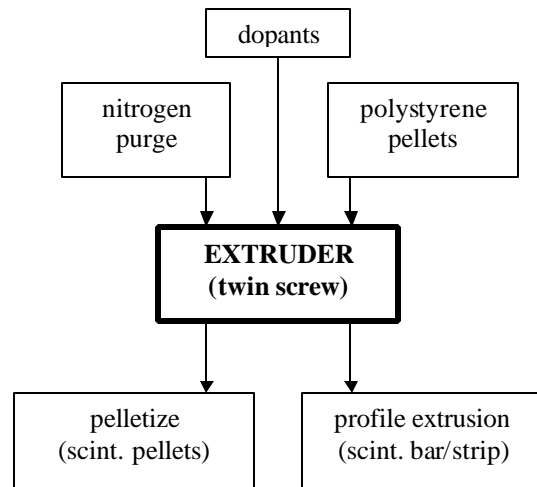 dopants
nitrogen
purge
polystyrene
pellets
EXTRUDER
(twin screw)
pelletize
(scint. pellets)
profile extrusion
(scint. bar/strip)